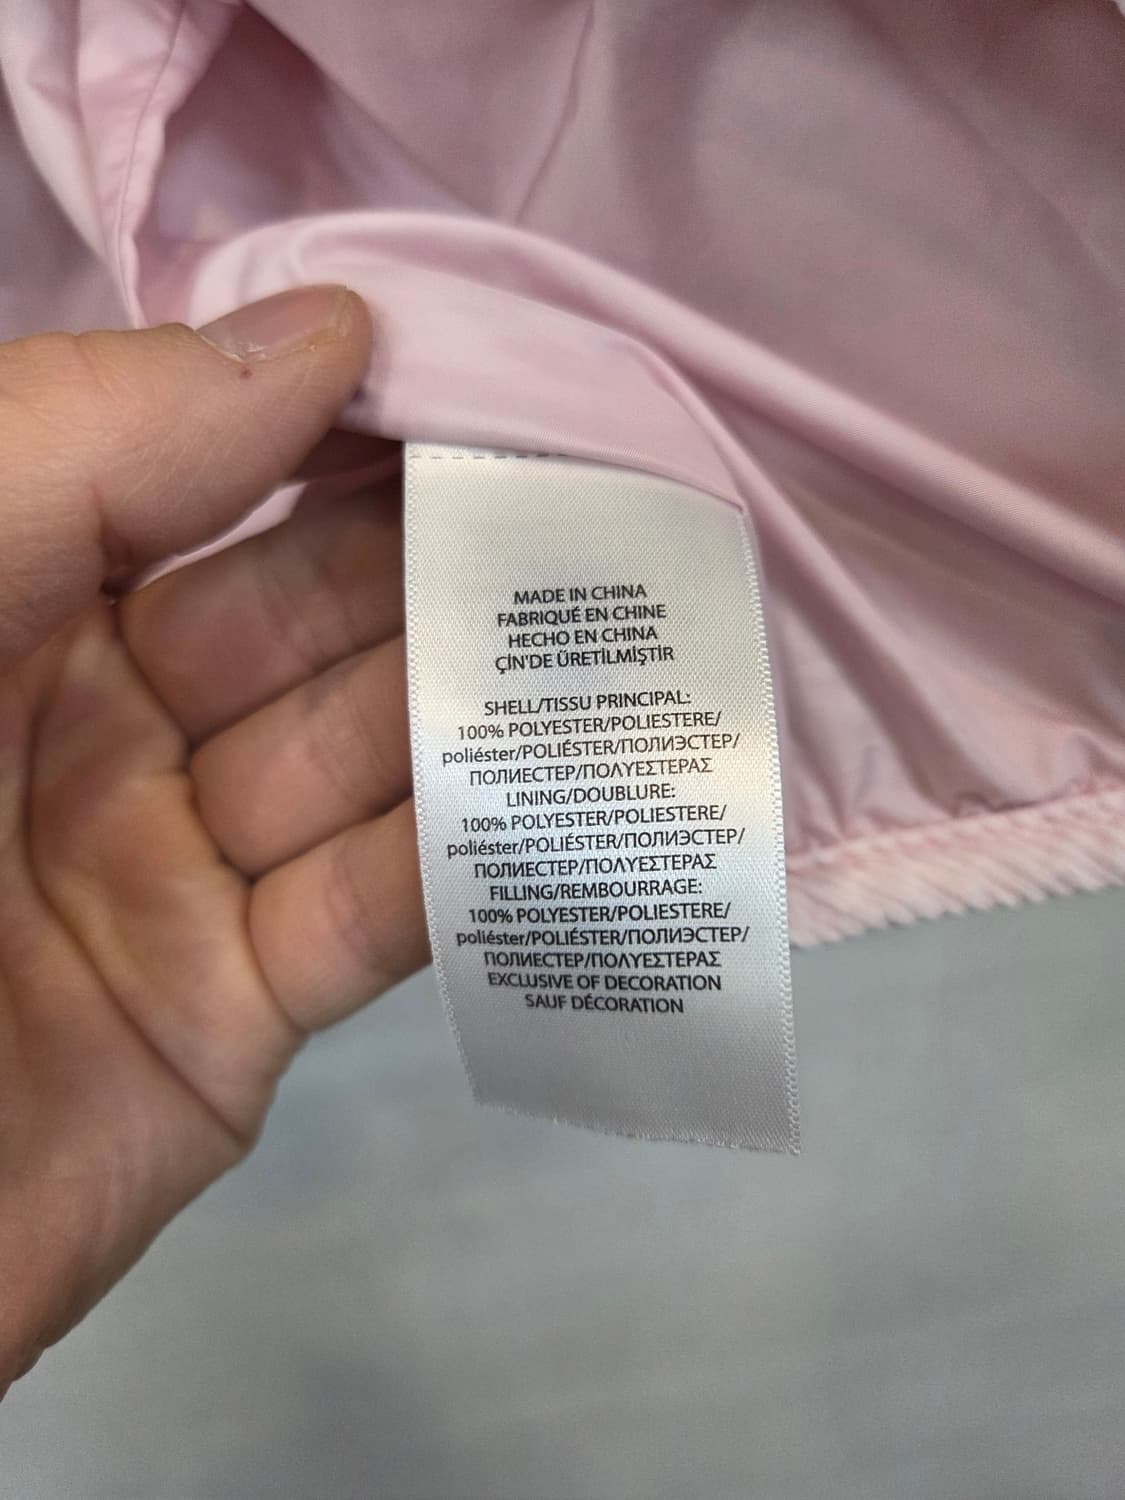 MADE IN CHINA
FABRIQUÉ EN CHINE
HECHO EN CHINA
ÇİN'DE ÜRETİLMİŞTİR
SHELL/TISSU PRINCIPAL:
100% POLYESTER/POLIESTERE/
poliéster/POLIÉSTER/ПОЛИЭСТЕР/
ПОЛИЕСТЕР/ΠΟΛΥΕΣΤΕΡΑΣ
LINING/DOUBLURE:
100% POLYESTER/POLIESTERE/
poliéster/POLIÉSTER/ПОЛИЭСТЕР/
ПОЛИЕСТЕР/ΠΟΛΥΕΣΤΕΡΑΣ
FILLING/REMBOURRAGE:
100% POLYESTER/POLIESTERE/
poliéster/POLIÉSTER/ПОЛИЭСТЕР/
ПОЛИЕСТЕР/ΠΟΛΥΕΣΤΕΡΑΣ
EXCLUSIVE OF DECORATION
SAUF DÉCORATION